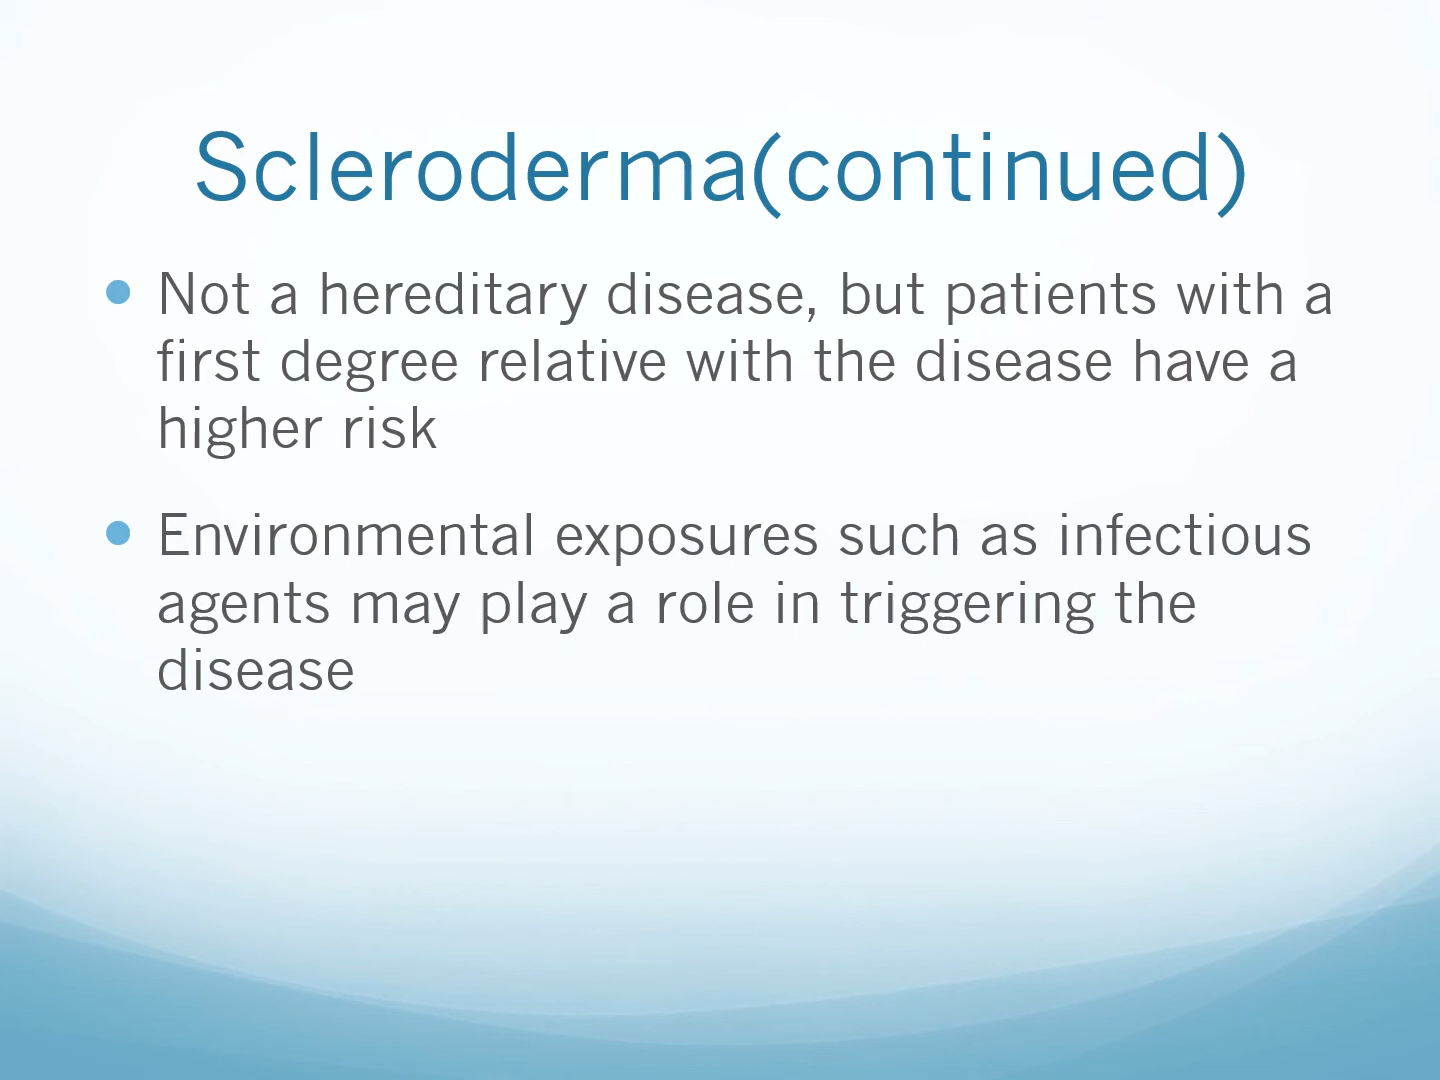 Scleroderma(continued)
Not a hereditary disease, but patients with a
first degree relative with the disease have a
higher risk
Environmental exposures such as infectious
agents may play a role in triggering the
disease